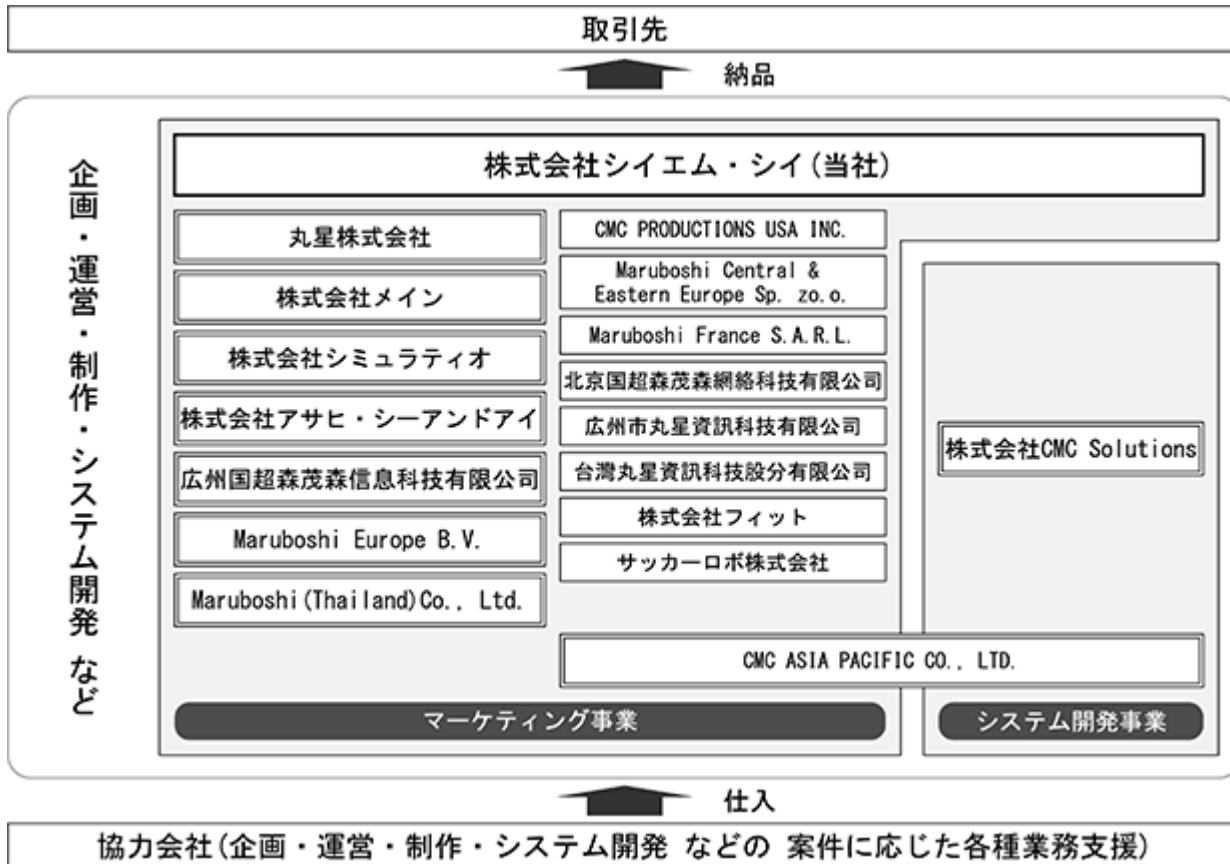 取引先
納品
企画・運営・制作・システム開発 など
株式会社シイエム・シイ(当社)
丸星株式会社
株式会社メイン
株式会社シミュラティオ
株式会社アサヒ・シーアンドアイ
広州国超森茂森信息科技有限公司
Maruboshi Europe B.V.
Maruboshi(Thailand)Co., Ltd.
CMC PRODUCTIONS USA INC.
Maruboshi Central &
Eastern Europe Sp. zo.o.
Maruboshi France S.A.R.L.
北京国超森茂森網絡科技有限公司
広州市丸星資訊科技有限公司
台灣丸星資訊科技股分有限公司
株式会社フィット
サッカーロボ株式会社
株式会社CMC Solutions
CMC ASIA PACIFIC CO., LTD.
マーケティング事業
システム開発事業
仕入
協力会社(企画・運営・制作・システム開発 などの 案件に応じた各種業務支援)